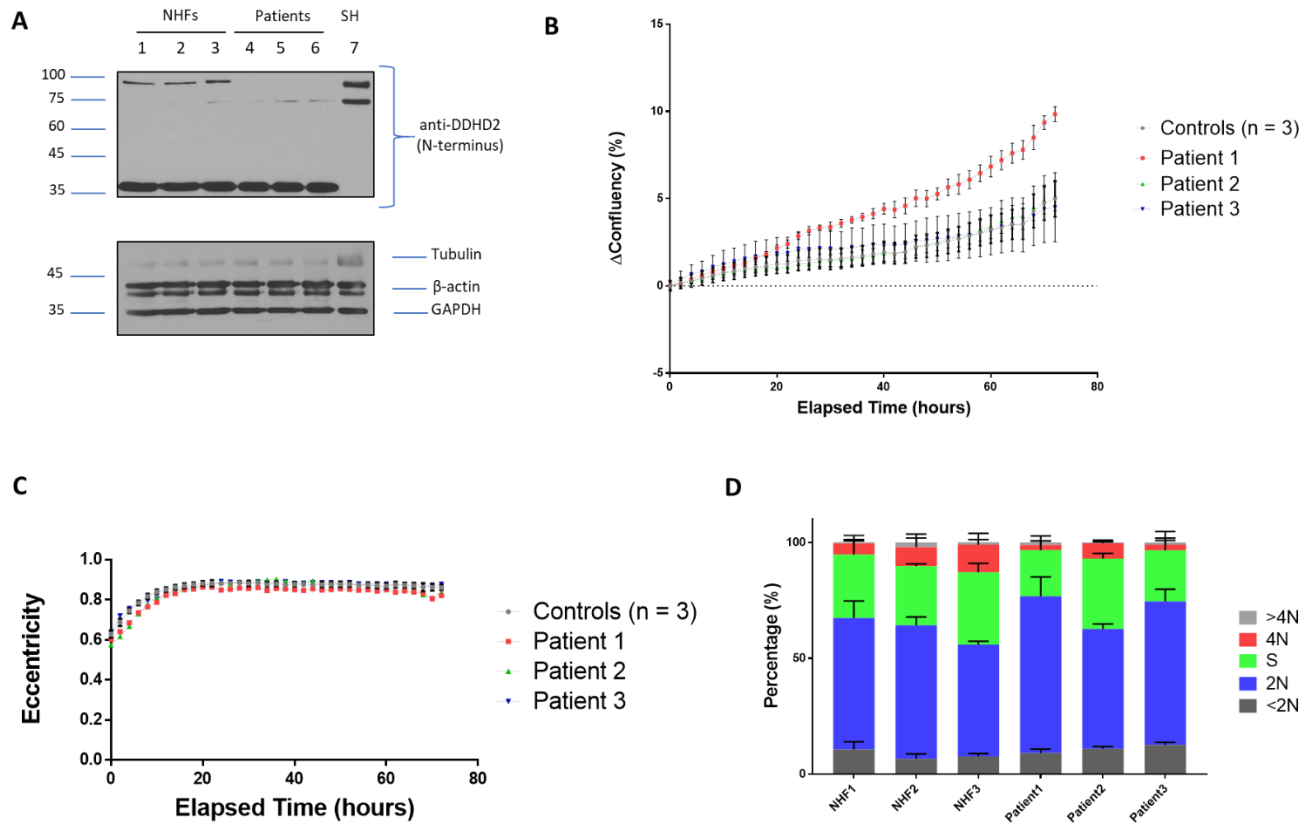 A
NHFs Patients SH
1 2 3 4 5 6 7
100
75
60
45
35
anti-DDHD2
(N-terminus)
45
35
Tubulin
β-actin
GAPDH
B
15
10
5
0
-5
ΔConfluency (%)
0 20 40 60 80
Elapsed Time (hours)
Controls (n = 3)
Patient 1
Patient 2
Patient 3
C
1.0
0.8
0.6
0.4
0.2
0.0
Eccentricity
0 20 40 60 80
Elapsed Time (hours)
Controls (n = 3)
Patient 1
Patient 2
Patient 3
D
100
50
0
Percentage (%)
NHF1 NHF2 NHF3 Patient1 Patient2 Patient3
>4N
4N
S
2N
<2N